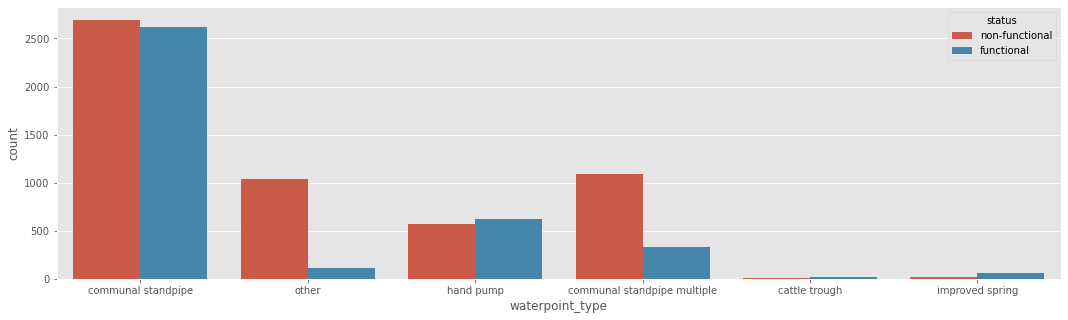 status
non-functional
functional
2500
2000
1500
1000
500
0
count
communal standpipe other hand pump communal standpipe multiple cattle trough improved spring
waterpoint_type